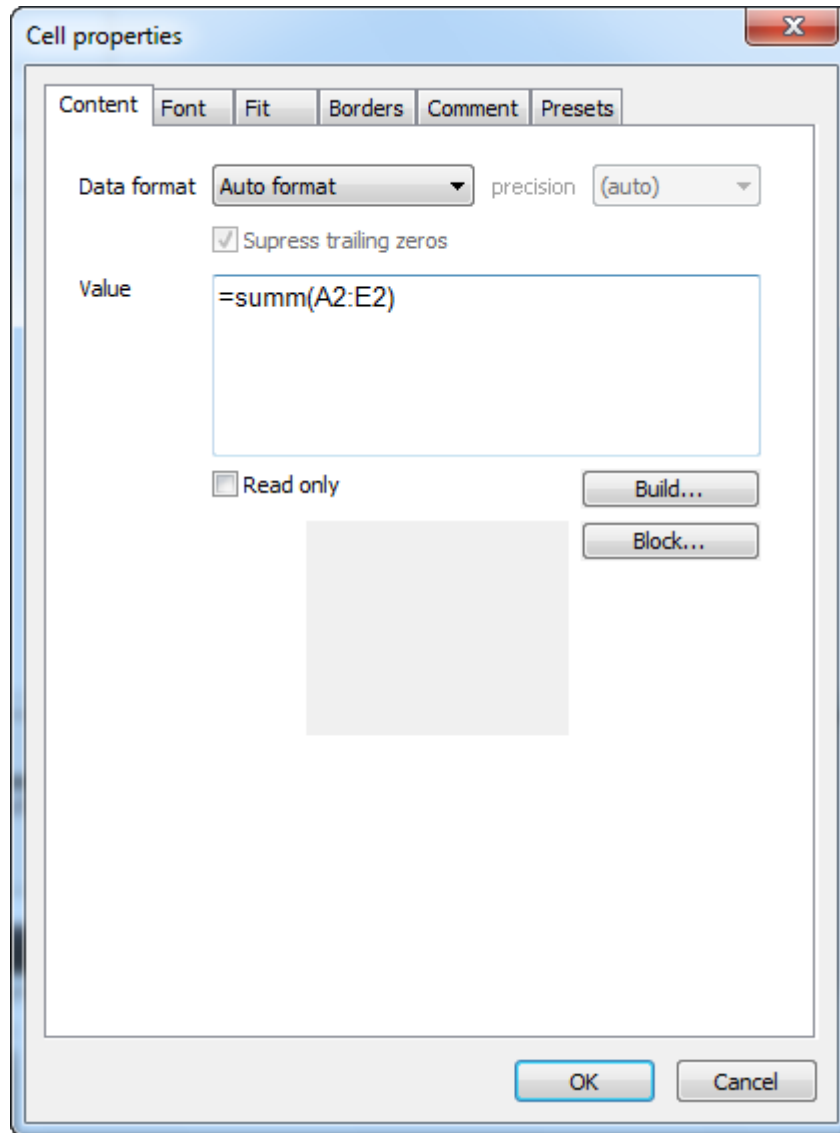 Cell properties
Content Font Fit Borders Comment Presets
Data format Auto format precision (auto)
Supress trailing zeros
Value =summ(A2:E2)
Read only Build...
Block...
OK Cancel